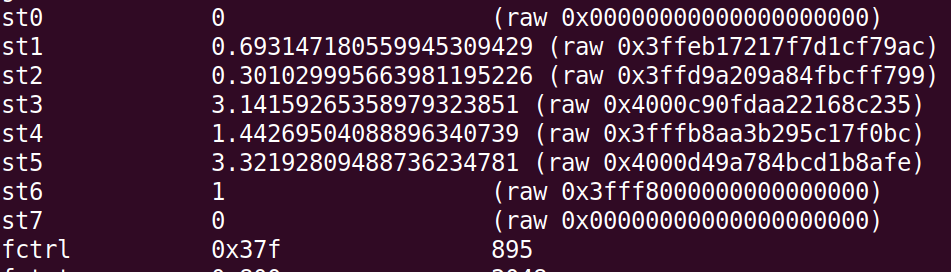 st0 0 (raw 0x00000000000000000000)
st1 0.693147180559945309429 (raw 0x3ffeb17217f7d1cf79ac)
st2 0.301029995663981195226 (raw 0x3ffd9a209a84fbcff799)
st3 3.14159265358979323851 (raw 0x4000c90fdaa22168c235)
st4 1.44269504088896340739 (raw 0x3fffb8aa3b295c17f0bc)
st5 3.32192809488736234781 (raw 0x4000d49a784bcd1b8afe)
st6 1 (raw 0x3fff8000000000000000)
st7 0 (raw 0x00000000000000000000)
fctrl 0x37f 895